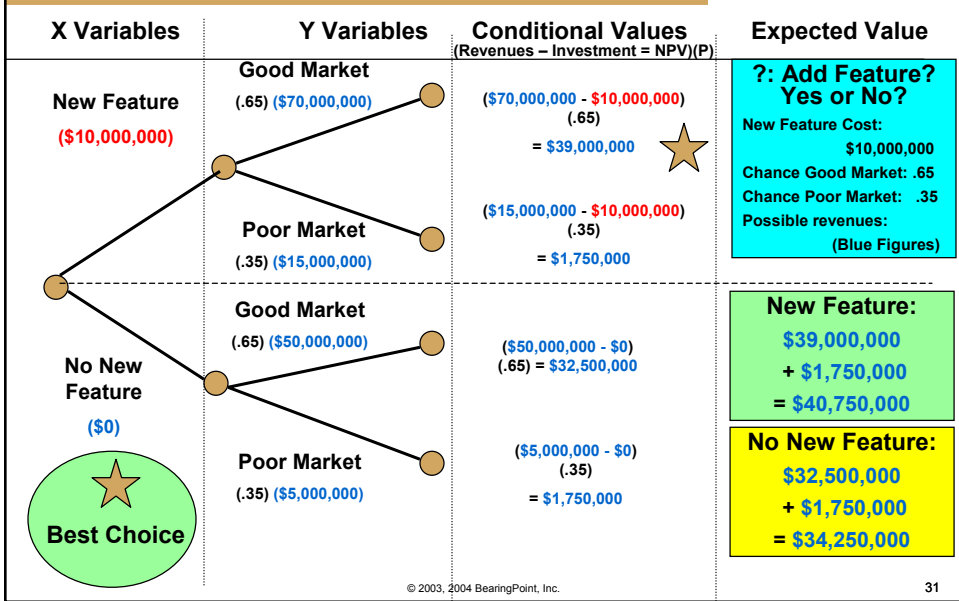 X Variables
Y Variables
Conditional Values
(Revenues – Investment = NPV)(P)
Expected Value
New Feature
($10,000,000)
Good Market
(.65) ($70,000,000)
($70,000,000 - $10,000,000)
(.65)
= $39,000,000
Poor Market
(.35) ($15,000,000)
($15,000,000 - $10,000,000)
(.35)
= $1,750,000
?: Add Feature?
Yes or No?
New Feature Cost:
$10,000,000
Chance Good Market: .65
Chance Poor Market: .35
Possible revenues:
(Blue Figures)
No New
Feature
($0)
Good Market
(.65) ($50,000,000)
($50,000,000 - $0)
(.65) = $32,500,000
Poor Market
(.35) ($5,000,000)
($5,000,000 - $0)
(.35)
= $1,750,000
New Feature:
$39,000,000
+ $1,750,000
= $40,750,000
No New Feature:
$32,500,000
+ $1,750,000
= $34,250,000
Best Choice
© 2003, 2004 BearingPoint, Inc.
31